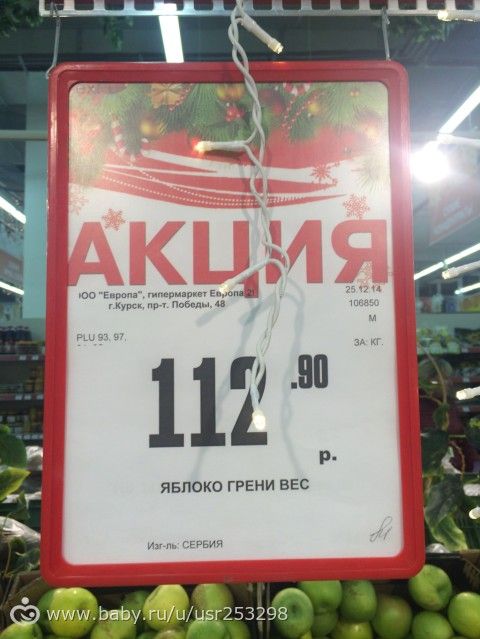 АКЦИЯ
ООО "Европа", гипермаркет Европа 21
25.12.14
г.Курск, пр-т. Победы, 48
106850
М
PLU 93, 97,
ЗА: КГ.
112.90
р.
ЯБЛОКО ГРЕНИ ВЕС
Изг-ль: СЕРБИЯ
www.baby.ru/u/usr253298